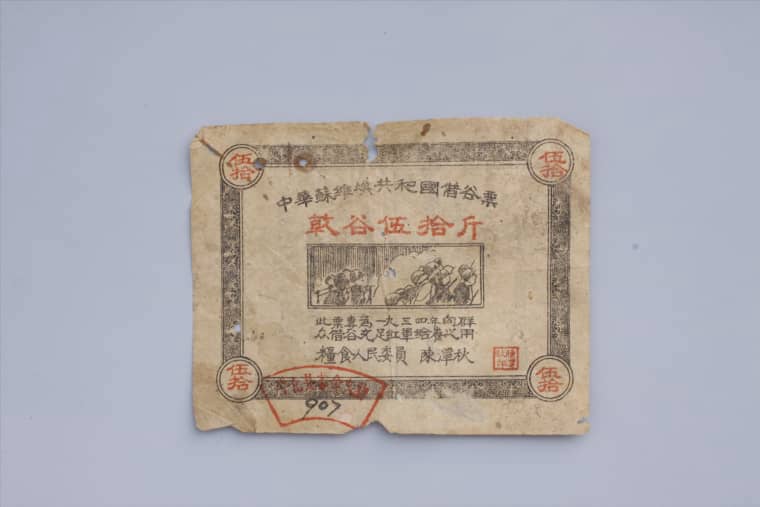 伍拾 伍拾
中華蘇維埃共和國借谷票
乾谷伍拾斤
此票專為一九三四年向群
众借谷充足紅軍給養之用
糧食人民委員 陳潭秋
伍拾 伍拾
907